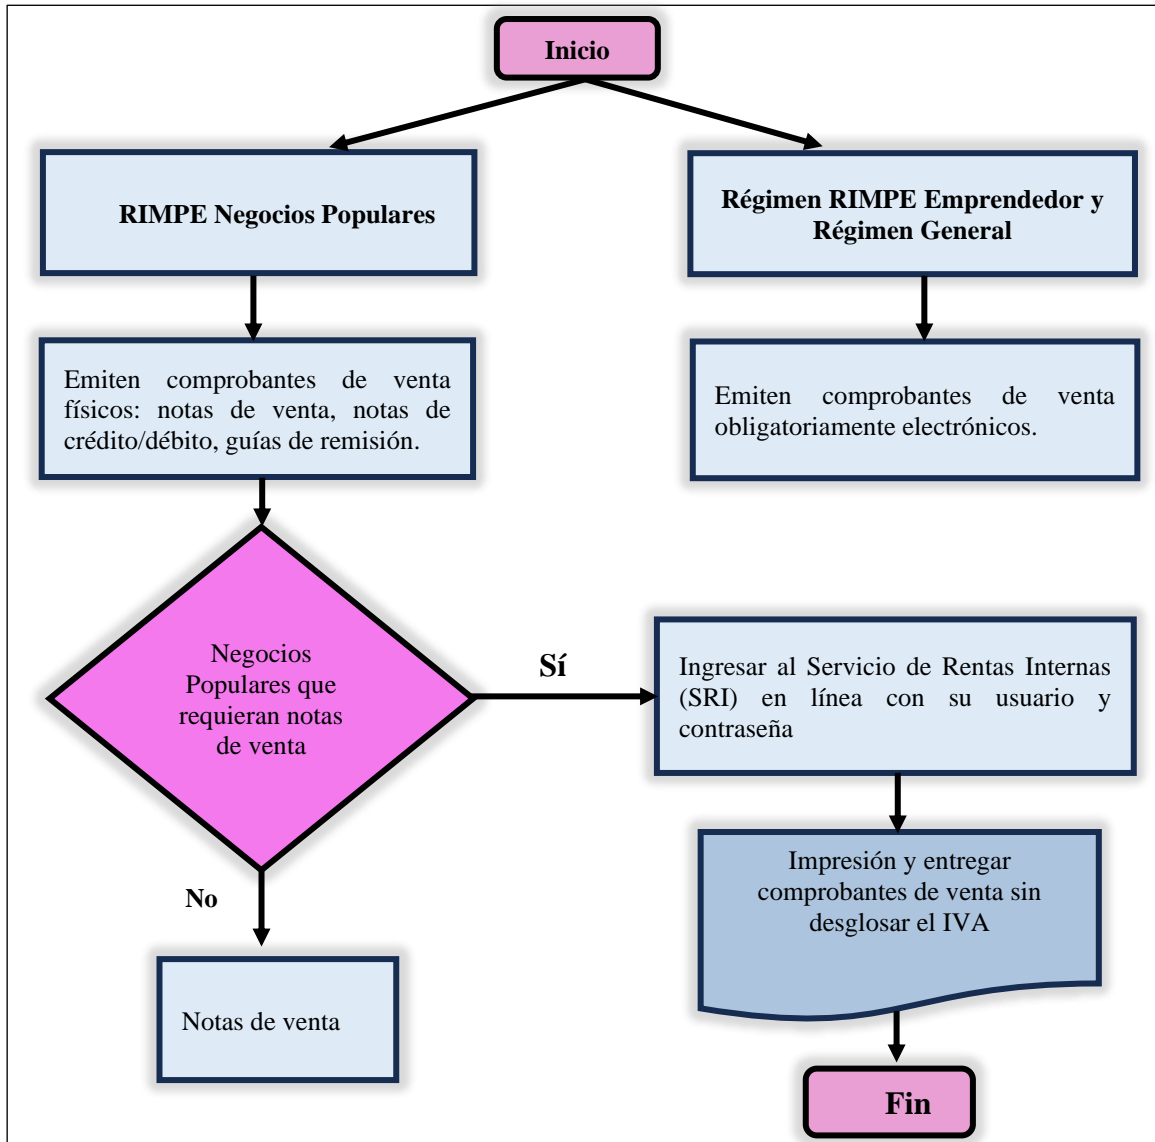 Inicio
RIMPE Negocios Populares
Régimen RIMPE Emprendedor y
Régimen General
Emiten comprobantes de venta
físicos: notas de venta, notas de
crédito/débito, guías de remisión.
Emiten comprobantes de venta
obligatoriamente electrónicos.
Negocios
Populares que
requieran notas
de venta
Sí
Ingresar al Servicio de Rentas Internas
(SRI) en línea con su usuario y
contraseña
Impresión y entregar
comprobantes de venta sin
desglosar el IVA
No
Notas de venta
Fin